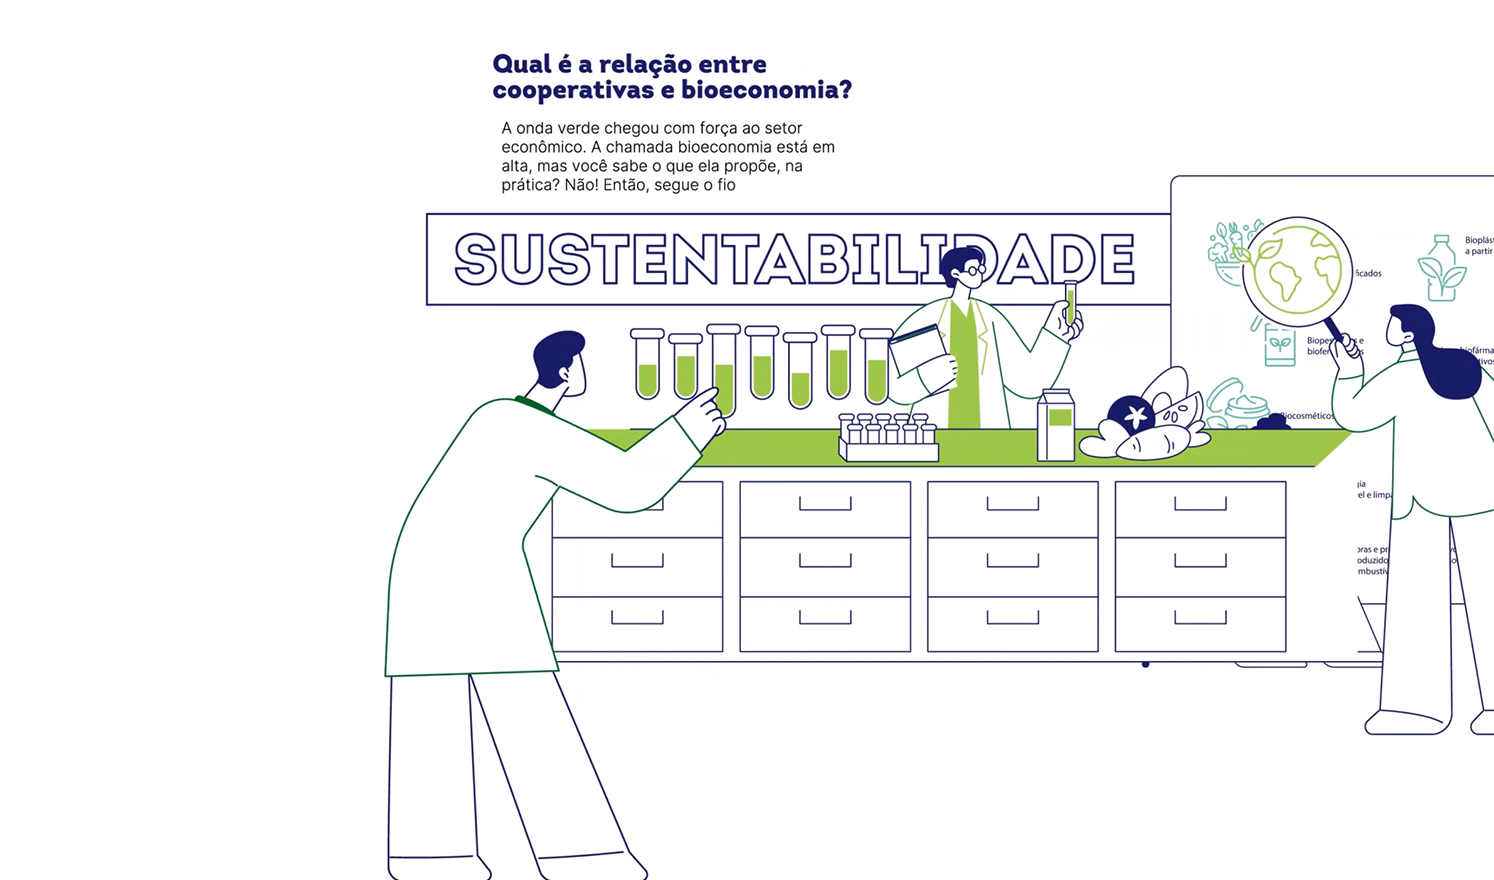 Qual é a relação entre
cooperativas e bioeconomia?
A onda verde chegou com força ao setor
econômico. A chamada bioeconomia está em
alta, mas você sabe o que ela propõe, na
prática? Não! Então, segue o fio
SUSTENTABILIDADE
a partir
Biocosméticos
e